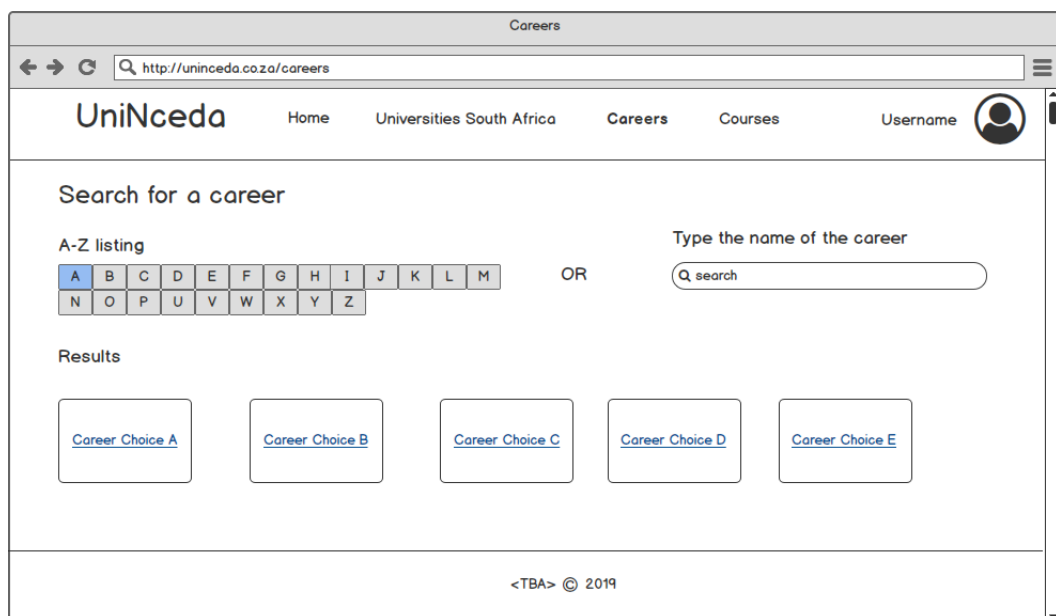 Careers
http://uninceda.co.za/careers
UniNceda Home Universities South Africa Careers Courses Username
Search for a career
A-Z listing
Type the name of the career
A B C D E F G H I J K L M
OR
search
N O P U V W X Y Z
Results
Career Choice A Career Choice B Career Choice C Career Choice D Career Choice E
<TBA> © 2019